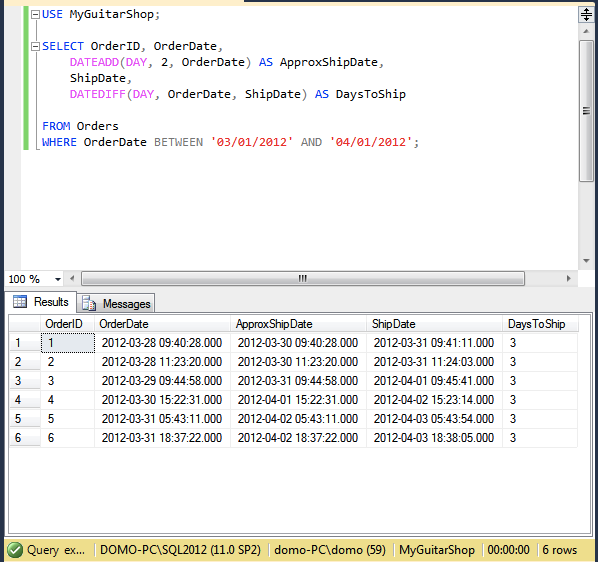 USE MyGuitarShop;
SELECT OrderID, OrderDate,
DATEADD(DAY, 2, OrderDate) AS ApproxShipDate,
ShipDate,
DATEDIFF(DAY, OrderDate, ShipDate) AS DaysToShip
FROM Orders
WHERE OrderDate BETWEEN '03/01/2012' AND '04/01/2012';
100 %
Results Messages
OrderID OrderDate ApproxShipDate ShipDate DaysToShip
1 1 2012-03-28 09:40:28.000 2012-03-30 09:40:28.000 2012-03-31 09:41:11.000 3
2 2 2012-03-28 11:23:20.000 2012-03-30 11:23:20.000 2012-03-31 11:24:03.000 3
3 3 2012-03-29 09:44:58.000 2012-03-31 09:44:58.000 2012-04-01 09:45:41.000 3
4 4 2012-03-30 15:22:31.000 2012-04-01 15:22:31.000 2012-04-02 15:23:14.000 3
5 5 2012-03-31 05:43:11.000 2012-04-02 05:43:11.000 2012-04-03 05:43:54.000 3
6 6 2012-03-31 18:37:22.000 2012-04-02 18:37:22.000 2012-04-03 18:38:05.000 3
Query ex... DOMO-PC\SQL2012 (11.0 SP2) domo-PC\domo (59) MyGuitarShop 00:00:00 6 rows